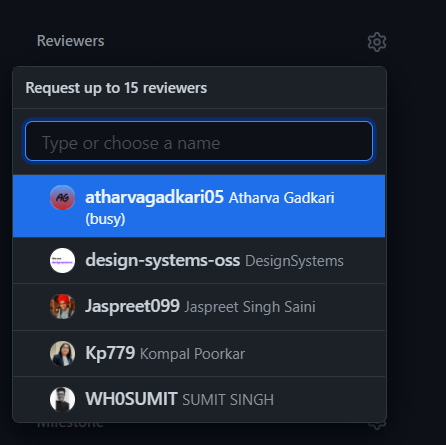 Reviewers
Request up to 15 reviewers
Type or choose a name
AG
atharvagadkari05 Atharva Gadkari
(busy)
design-systems-oss DesignSystems
Jaspreet099 Jaspreet Singh Saini
Kp779 Kompal Poorkar
WH0SUMIT SUMIT SINGH
Milestone